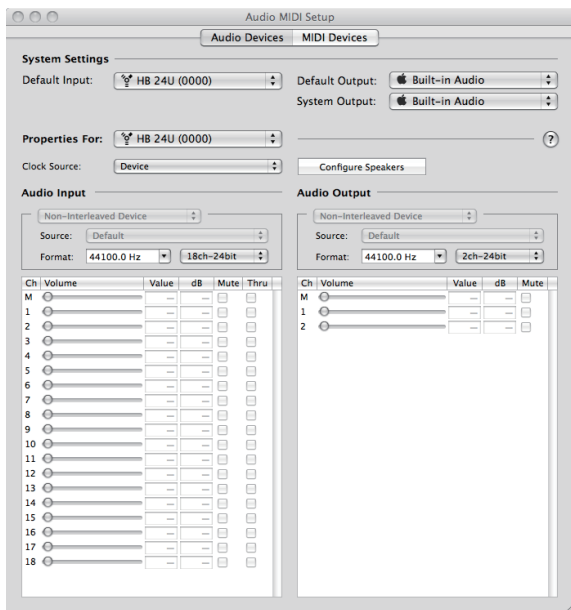 Audio MIDI Setup
Audio Devices MIDI Devices
System Settings
Default Input: HB 24U (0000)
Default Output: Built-in Audio
System Output: Built-in Audio
Properties For: HB 24U (0000) ?
Clock Source: Device
Configure Speakers
Audio Input
Audio Output
Non-Interleaved Device
Source: Default
Format: 44100.0 Hz 18ch-24bit
Non-Interleaved Device
Source: Default
Format: 44100.0 Hz 2ch-24bit
Ch Volume Value dB Mute Thru
M — —
1 — —
2 — —
3 — —
4 — —
5 — —
6 — —
7 — —
8 — —
9 — —
10 — —
11 — —
12 — —
13 — —
14 — —
15 — —
16 — —
17 — —
18 — —
Ch Volume Value dB Mute
M — —
1 — —
2 — —